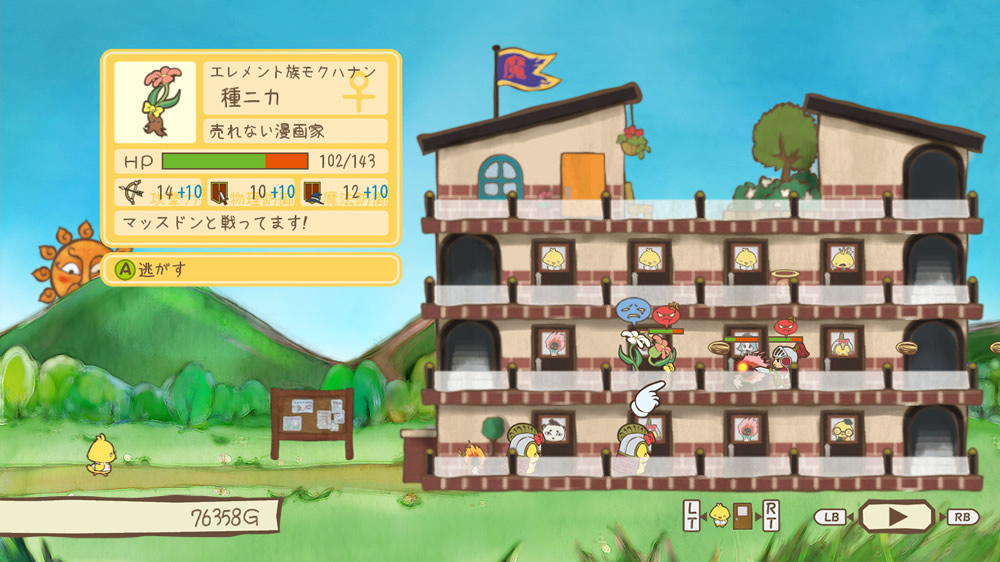 エレメント族モクハナン
種ニカ
売れない漫画家
HP 102/143
14 +10 10 +10 12 +10
マッスドンと戦ってます!
A 逃がす
魔
76358G
LT RT
LB RB